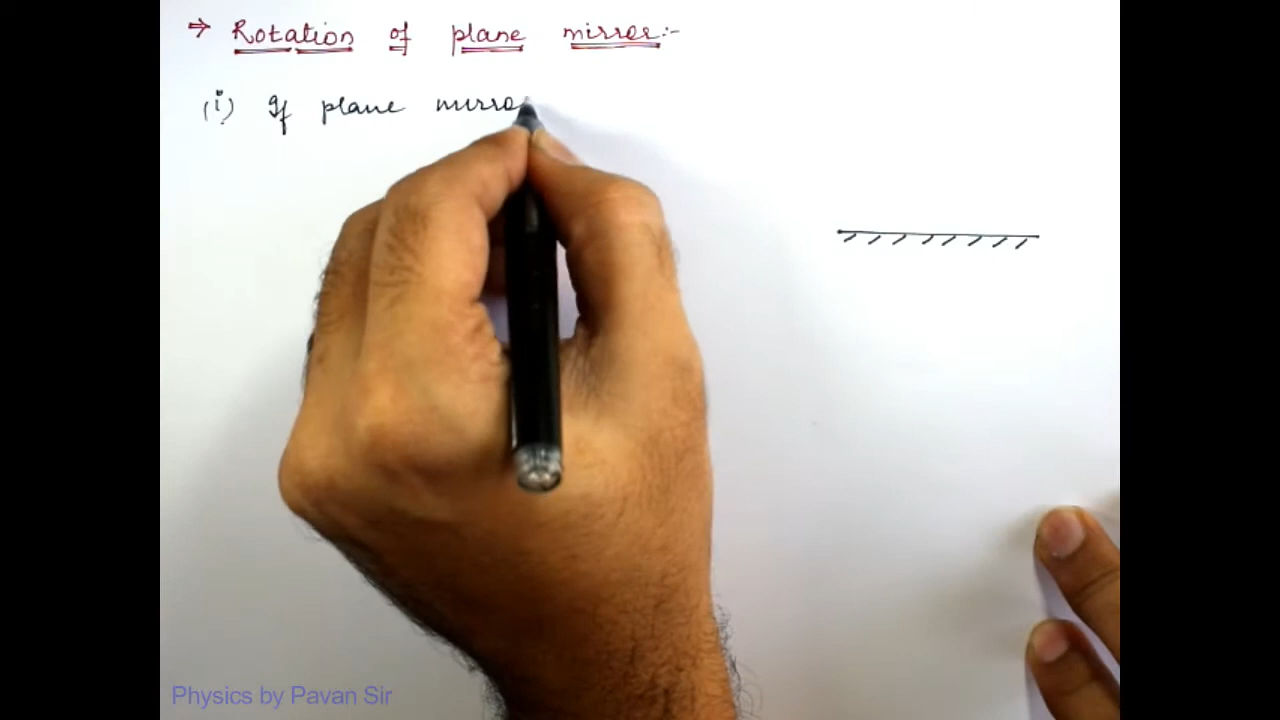 ⇒ Rotation of plane mirror:-
(i) If plane mirro
Physics by Pavan Sir